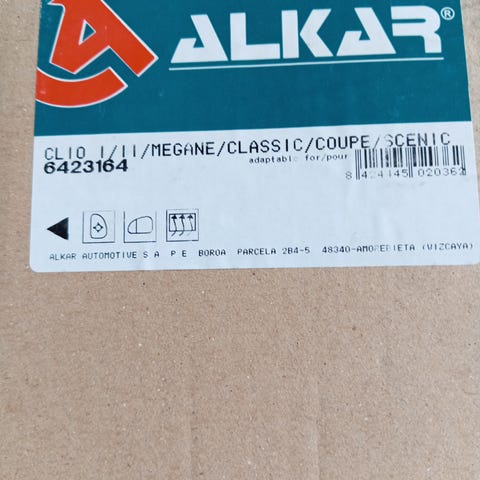 ALKAR®
CLIO I/II/MEGANE/CLASSIC/COUPE/SCENIC
6423164
adaptable for/pour
8 424445 020362
ALKAR AUTOMOTIVE S A P E BOROA PARCELA 2B4-5 48340-AMOREBIETA (VIZCAYA)